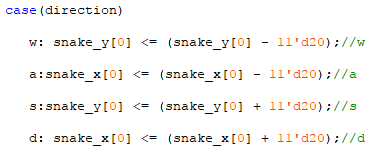 case(direction)
w: snake_y[0] <= (snake_y[0] - 11'd20);//w
a:snake_x[0] <= (snake_x[0] - 11'd20);//a
s:snake_y[0] <= (snake_y[0] + 11'd20);//s
d: snake_x[0] <= (snake_x[0] + 11'd20);//d